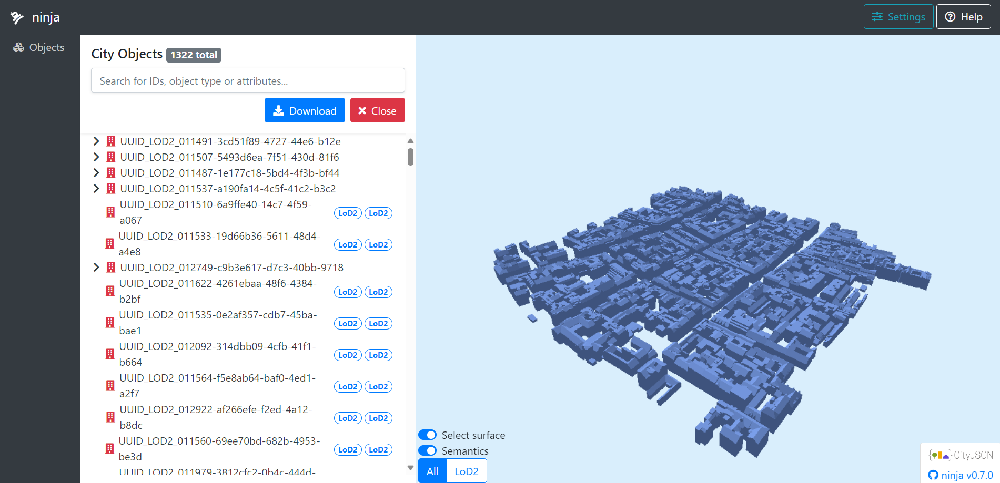 ninja
Settings
Help
Objects
City Objects 1322 total
Search for IDs, object type or attributes...
Download
Close
UUID_LOD2_011491-3cd51f89-4727-44e6-b12e
UUID_LOD2_011507-5493d6ea-7f51-430d-81f6
UUID_LOD2_011487-1e177c18-5bd4-4f3b-bf44
UUID_LOD2_011537-a190fa14-4c5f-41c2-b3c2
UUID_LOD2_011510-6a9ffe40-14c7-4f59-
a067
LoD2 LoD2
UUID_LOD2_011533-19d66b36-5611-48d4-
a4e8
LoD2 LoD2
UUID_LOD2_012749-c9b3e617-d7c3-40bb-9718
UUID_LOD2_011622-4261ebaa-48f6-4384-
b2bf
LoD2 LoD2
UUID_LOD2_011535-0e2af357-cdb7-45ba-
bae1
LoD2 LoD2
UUID_LOD2_012092-314dbb09-4cfb-41f1-
b664
LoD2 LoD2
UUID_LOD2_011564-f5e8ab64-baf0-4ed1-
a2f7
LoD2 LoD2
UUID_LOD2_012922-af266efe-f2ed-4a12-
b8dc
LoD2 LoD2
UUID_LOD2_011560-69ee70bd-682b-4953-
be3d
LoD2 LoD2
UUID_LOD2_011979-3812cfc2-0b4c-444d-
Select surface
Semantics
All LoD2
CityJSON
ninja v0.7.0